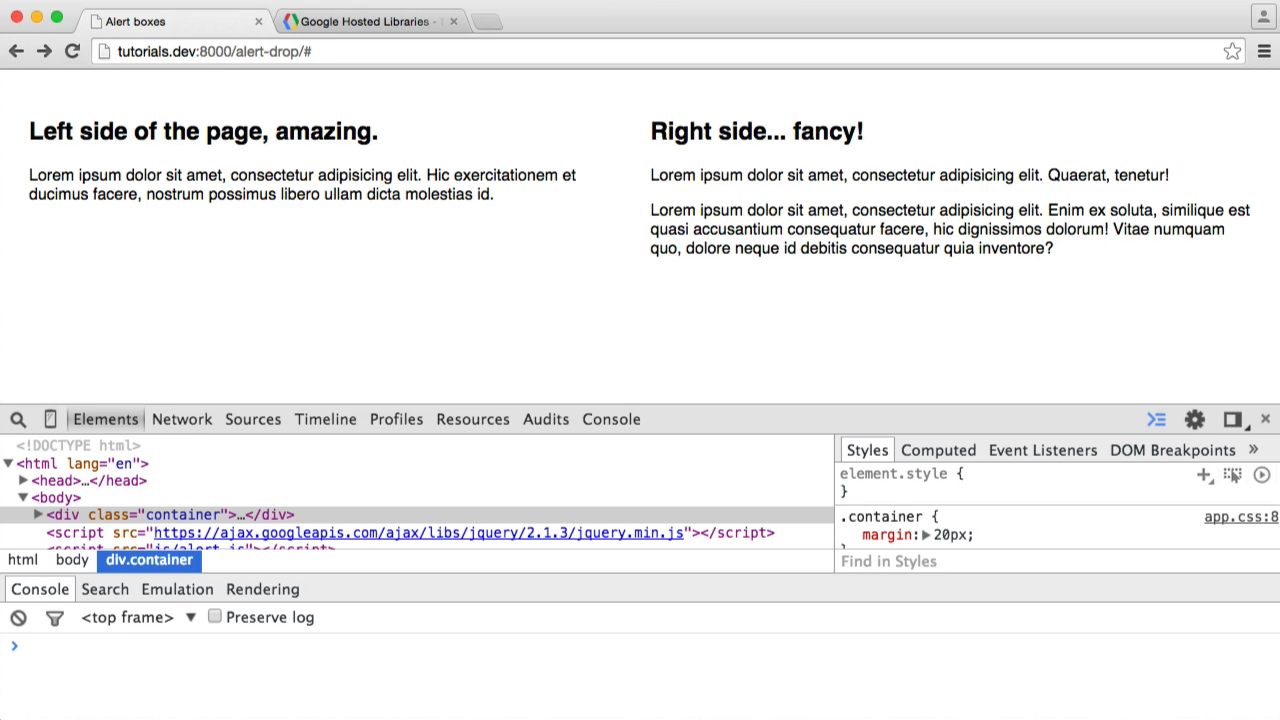 Alert boxes
Google Hosted Libraries -
tutorials.dev:8000/alert-drop/#
Left side of the page, amazing.
Lorem ipsum dolor sit amet, consectetur adipisicing elit. Hic exercitationem et
ducimus facere, nostrum possimus libero ullam dicta molestias id.
Right side... fancy!
Lorem ipsum dolor sit amet, consectetur adipisicing elit. Quaerat, tenetur!
Lorem ipsum dolor sit amet, consectetur adipisicing elit. Enim ex soluta, similique est
quasi accusantium consequatur facere, hic dignissimos dolorum! Vitae numquam
quo, dolore neque id debitis consequatur quia inventore?
Elements Network Sources Timeline Profiles Resources Audits Console
<!DOCTYPE html>
<html lang="en">
<head>…</head>
<body>
<div class="container">…</div>
<script src="https://ajax.googleapis.com/ajax/libs/jquery/2.1.3/jquery.min.js"></script>
<script src="js/alert.js"></script>
html body div.container
Styles Computed Event Listeners DOM Breakpoints »
element.style {
}
.container { app.css:8
margin: 20px;
Find in Styles
Console Search Emulation Rendering
<top frame> Preserve log